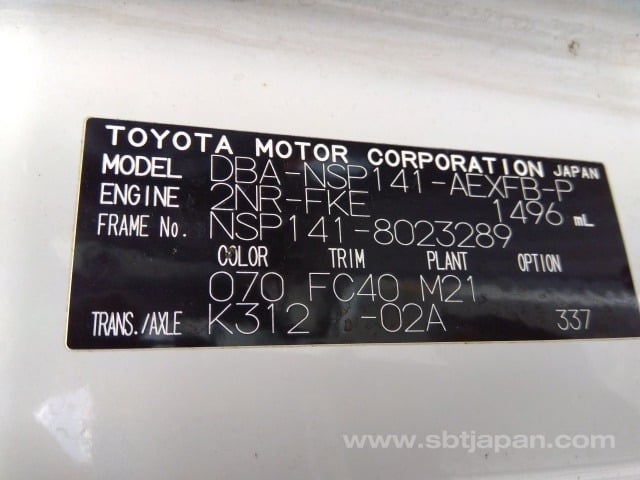 TOYOTA MOTOR CORPORATION JAPAN
MODEL DBA-NSP141-AEXFB-P
ENGINE 2NR-FKE 1496 mL
FRAME No. NSP141-8023289
COLOR TRIM PLANT OPTION
070 FC40 M21
TRANS./AXLE K312 -02A 337
www.sbtjapan.com